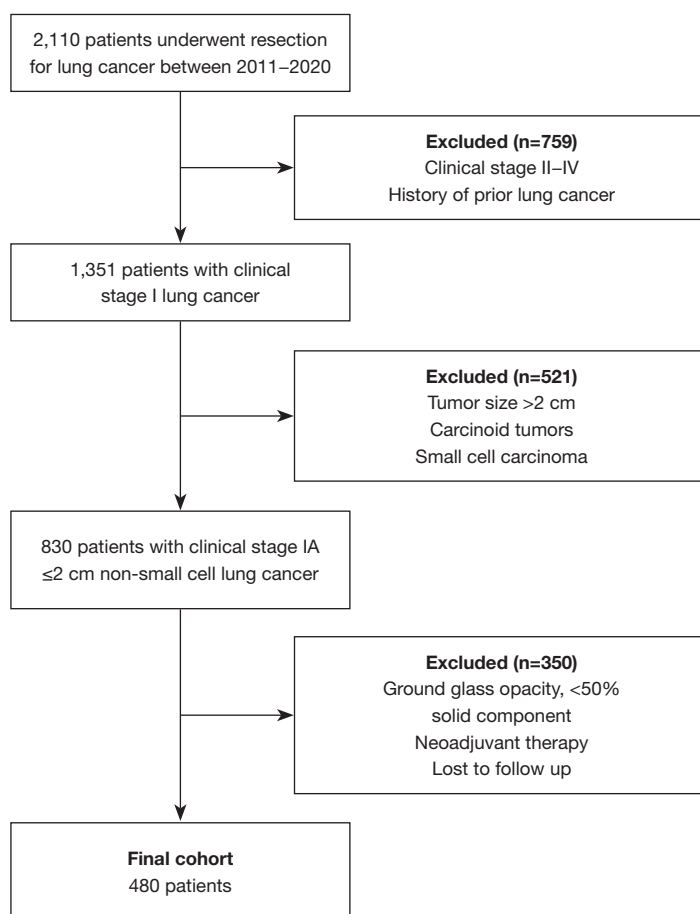 2,110 patients underwent resection
for lung cancer between 2011–2020
Excluded (n=759)
Clinical stage II–IV
History of prior lung cancer
1,351 patients with clinical
stage I lung cancer
Excluded (n=521)
Tumor size >2 cm
Carcinoid tumors
Small cell carcinoma
830 patients with clinical stage IA
≤2 cm non-small cell lung cancer
Excluded (n=350)
Ground glass opacity, <50%
solid component
Neoadjuvant therapy
Lost to follow up
Final cohort
480 patients